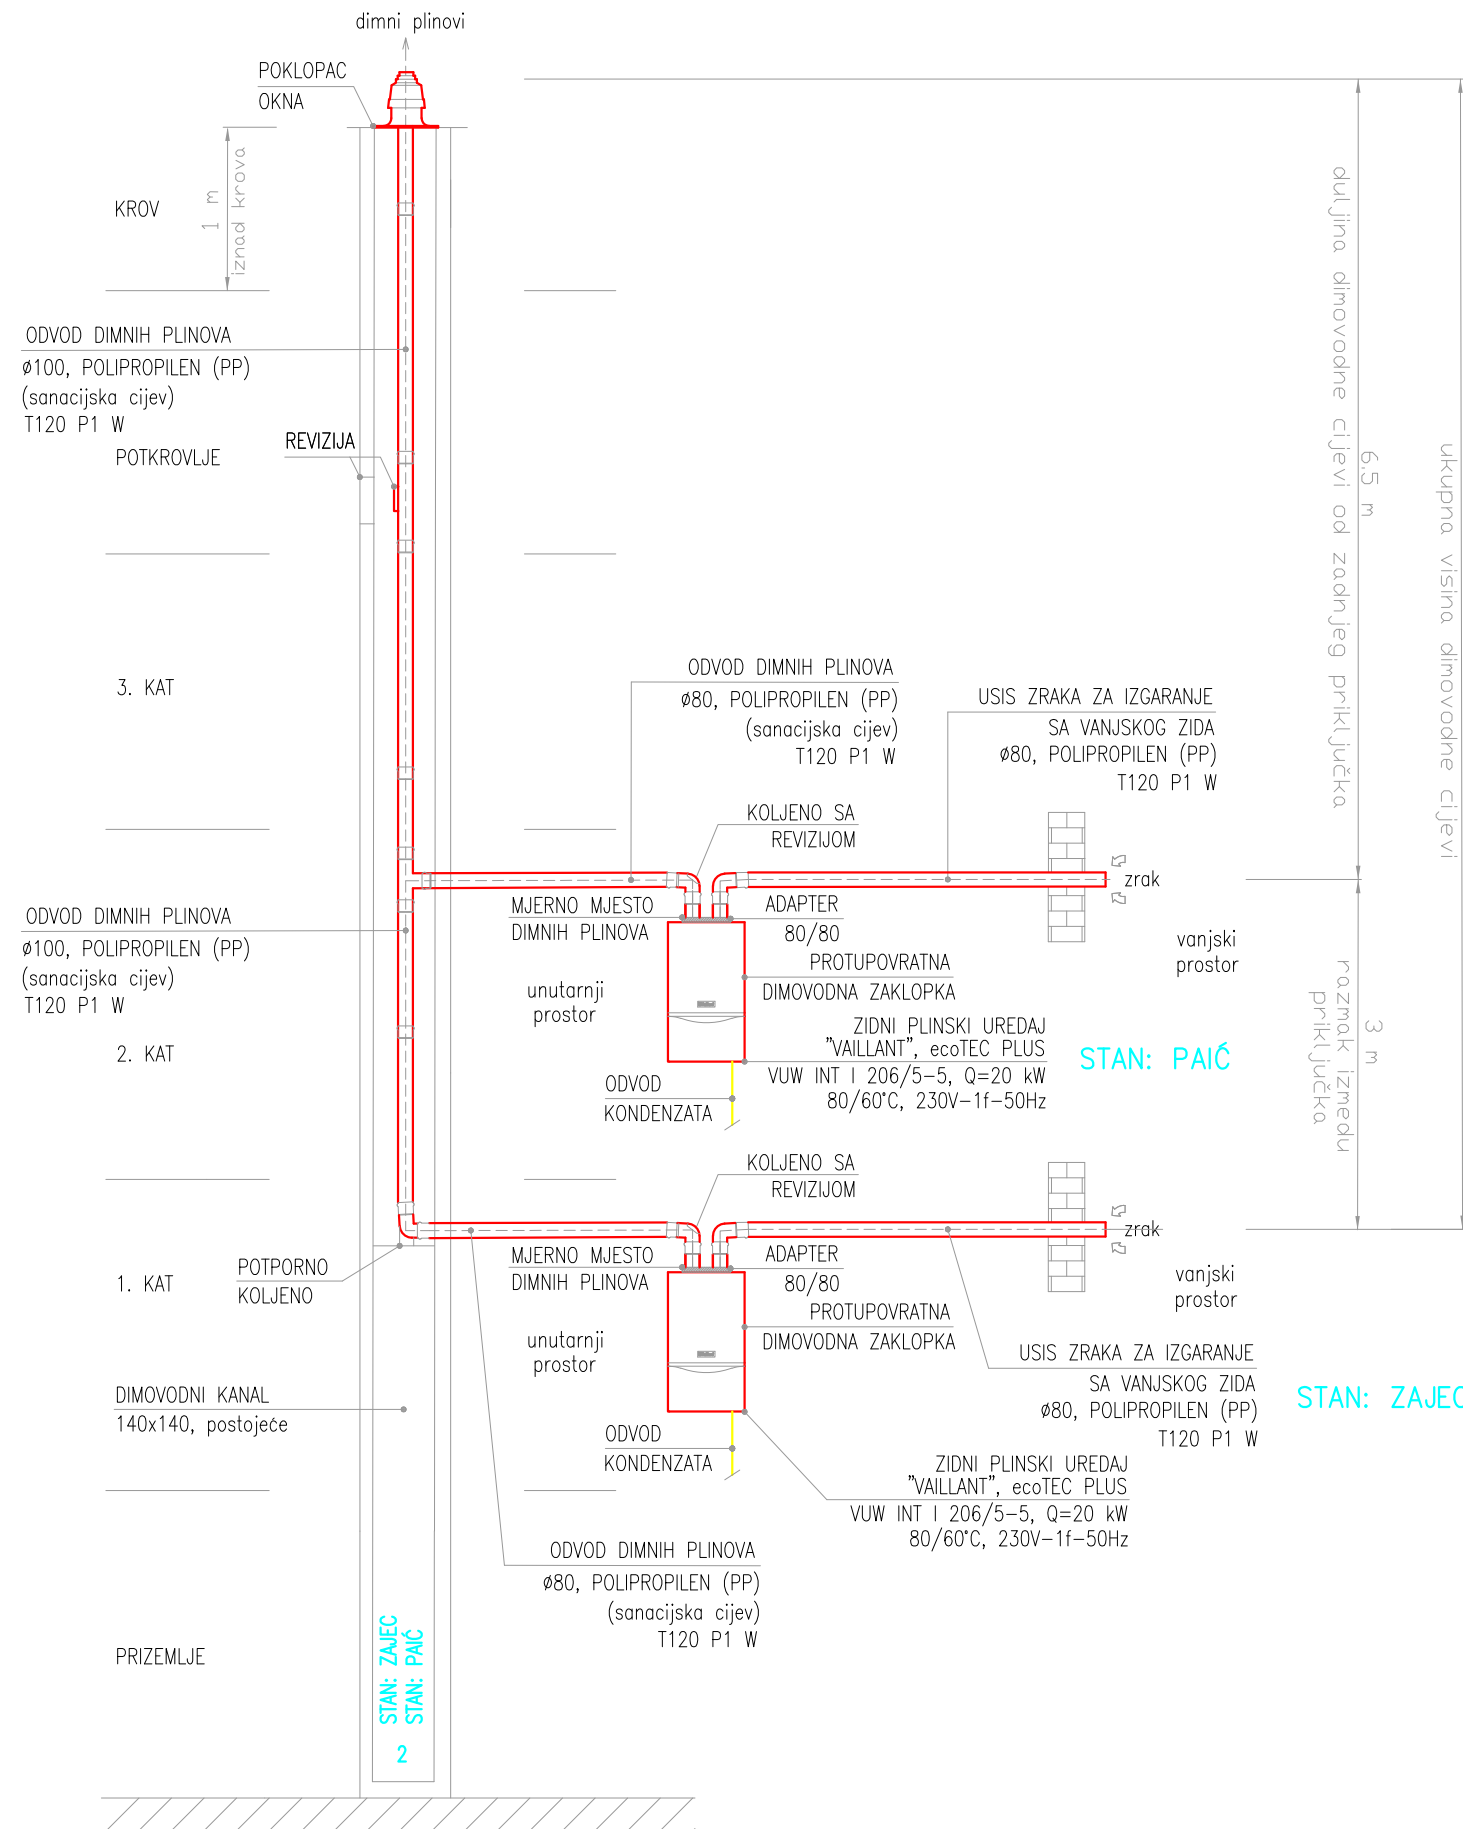 dimni plinovi
POKLOPAC
OKNA
KROV
1 m
iznad krova
ODVOD DIMNIH PLINOVA
ø100, POLIPROPILEN (PP)
(sanacijska cijev)
T120 P1 W
POTKROVLJE
REVIZIJA
3. KAT
ODVOD DIMNIH PLINOVA
ø80, POLIPROPILEN (PP)
(sanacijska cijev)
T120 P1 W
USIS ZRAKA ZA IZGARANJE
SA VANJSKOG ZIDA
ø80, POLIPROPILEN (PP)
T120 P1 W
duljina dimovodne cijevi od zadnjeg priključka
6,5 m
ukupna visina dimovodne cijevi
KOLJENO SA
REVIZIJOM
zrak
MJERNO MJESTO
DIMNIH PLINOVA
ADAPTER
80/80
vanjski
prostor
PROTUPOVRATNA
DIMOVODNA ZAKLOPKA
unutarnji
prostor
ODVOD DIMNIH PLINOVA
ø100, POLIPROPILEN (PP)
(sanacijska cijev)
T120 P1 W
2. KAT
ZIDNI PLINSKI UREDAJ
"VAILLANT", ecoTEC PLUS
VUW INT I 206/5-5, Q=20 kW
80/60°C, 230V-1f-50Hz
STAN: PAIĆ
ODVOD
KONDENZATA
3 m
razmak izmedu
priključka
KOLJENO SA
REVIZIJOM
zrak
MJERNO MJESTO
DIMNIH PLINOVA
ADAPTER
80/80
vanjski
prostor
POTPORNO
KOLJENO
1. KAT
PROTUPOVRATNA
DIMOVODNA ZAKLOPKA
unutarnji
prostor
USIS ZRAKA ZA IZGARANJE
SA VANJSKOG ZIDA
ø80, POLIPROPILEN (PP)
T120 P1 W
STAN: ZAJEC
DIMOVODNI KANAL
140x140, postojeće
ODVOD
KONDENZATA
ZIDNI PLINSKI UREDAJ
"VAILLANT", ecoTEC PLUS
VUW INT I 206/5-5, Q=20 kW
80/60°C, 230V-1f-50Hz
ODVOD DIMNIH PLINOVA
ø80, POLIPROPILEN (PP)
(sanacijska cijev)
T120 P1 W
PRIZEMLJE
STAN: ZAJEC
STAN: PAIĆ
2